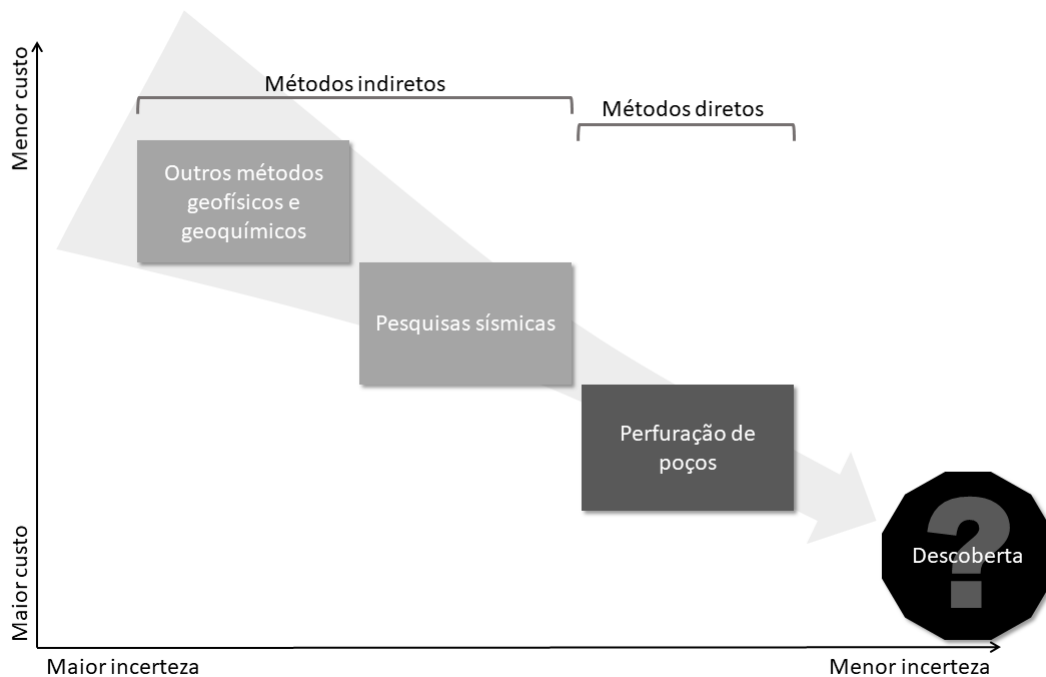 Menor custo
Métodos indiretos
Métodos diretos
Outros métodos
geofísicos e
geoquímicos
Pesquisas sísmicas
Perfuração de
poços
?
Descoberta
Maior custo
Maior incerteza
Menor incerteza